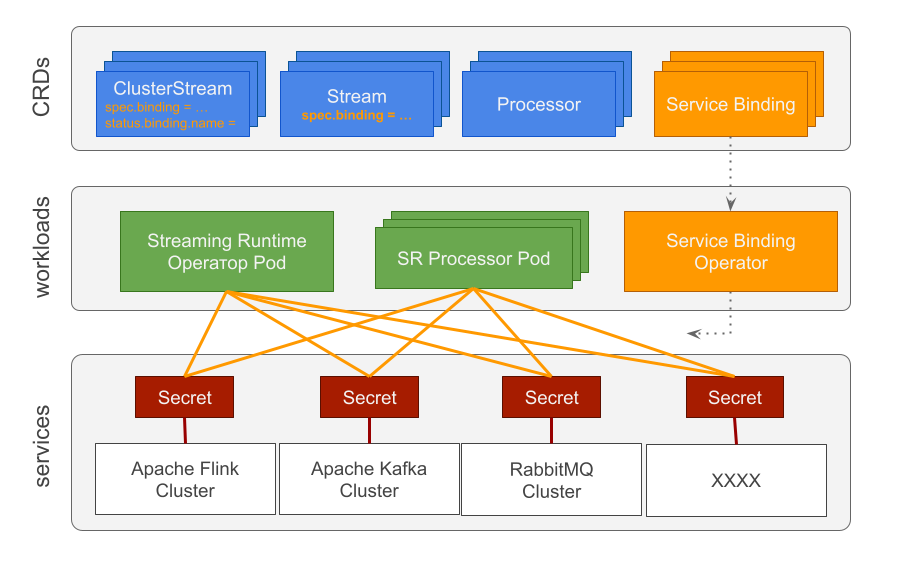 CRDs
ClusterStream
spec.binding = …
status.binding.name =
Stream
spec.binding = …
Processor
Service Binding
workloads
Streaming Runtime
Оператор Pod
SR Processor Pod
Service Binding
Operator
services
Secret
Secret
Secret
Secret
Apache Flink
Cluster
Apache Kafka
Cluster
RabbitMQ
Cluster
XXXX